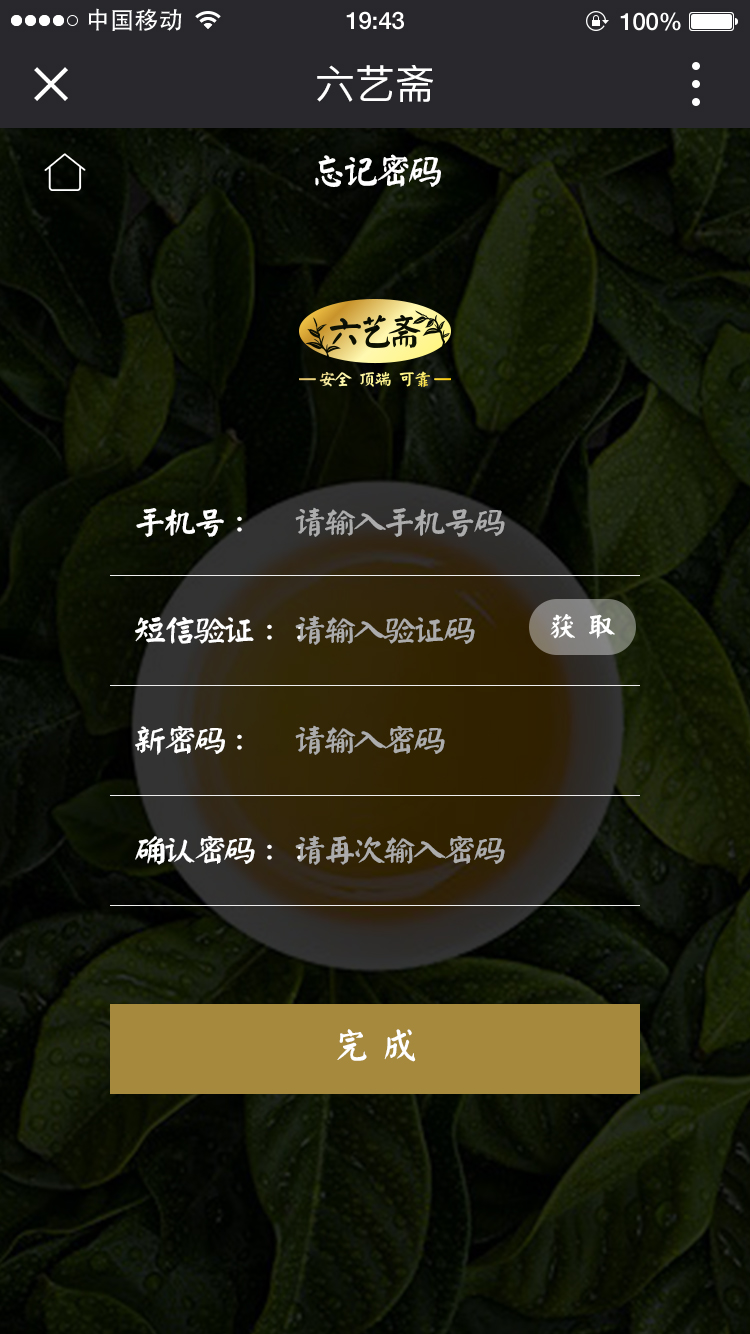 中国移动 19:43 100%
六艺斋
忘记密码
六艺斋
安全 顶端 可靠
手机号： 请输入手机号码
短信验证： 请输入验证码 获取
新密码： 请输入密码
确认密码： 请再次输入密码
完成